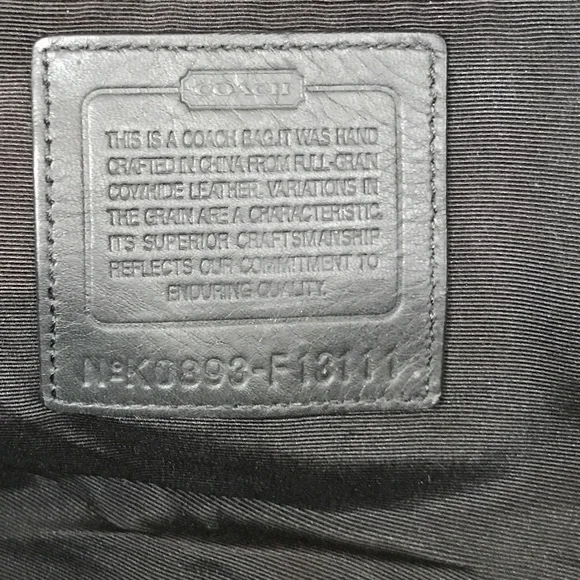 COACH
THIS IS A COACH BAG.IT WAS HAND
CRAFTED IN CHINA FROM FULL-GRAIN
COWHIDE LEATHER. VARIATIONS IN
THE GRAIN ARE A CHARACTERISTIC.
ITS SUPERIOR CRAFTSMANSHIP
REFLECTS OUR COMMITMENT TO
ENDURING QUALITY.
Nº K0893-F13111